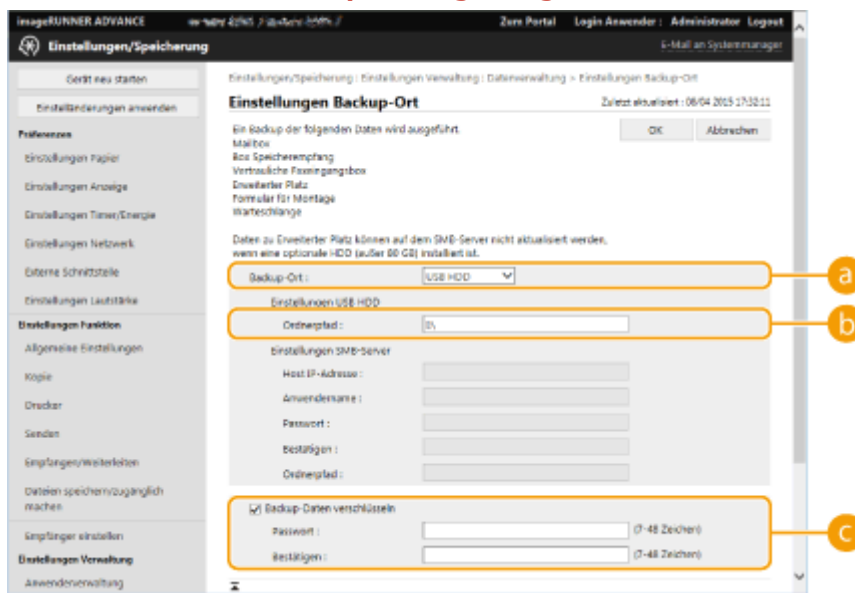 imageRUNNER ADVANCE
Zum Portal Login Anwender : Administrator Logout
Einstellungen/Speicherung
E-Mail an Systemmanager
Gerät neu starten
Einstelländerungen anwenden
Präferenzen
Einstellungen Papier
Einstellungen Anzeige
Einstellungen Timer/Energie
Einstellungen Netzwerk
Externe Schnittstelle
Einstellungen Lautstärke
Einstellungen Funktion
Allgemeine Einstellungen
Kopie
Drucker
Senden
Empfangen/Weiterleiten
Dateien speichern/zugänglich
machen
Empfänger einstellen
Einstellungen Verwaltung
Anwenderverwaltung
Einstellungen/Speicherung : Einstellungen Verwaltung : Datenverwaltung > Einstellungen Backup-Ort
Einstellungen Backup-Ort
Zuletzt aktualisiert : 08/04 2015 17:32:11
OK Abbrechen
Ein Backup der folgenden Daten wird ausgeführt.
Mailbox
Box Speicherempfang
Vertrauliche Faxeingangsbox
Erweiterter Platz
Formular für Montage
Warteschlange
Daten zu Erweiterter Platz können auf dem SMB-Server nicht aktualisiert werden,
wenn eine optionale HDD (außer 80 GB) installiert ist.
Backup-Ort : USB HDD
a
Einstellungen USB HDD
Ordnerpfad :
b
Einstellungen SMB-Server
Host IP-Adresse :
Anwendername :
Passwort :
Bestätigen :
Ordnerpfad :
Backup-Daten verschlüsseln
Passwort : (7-48 Zeichen)
c
Bestätigen : (7-48 Zeichen)